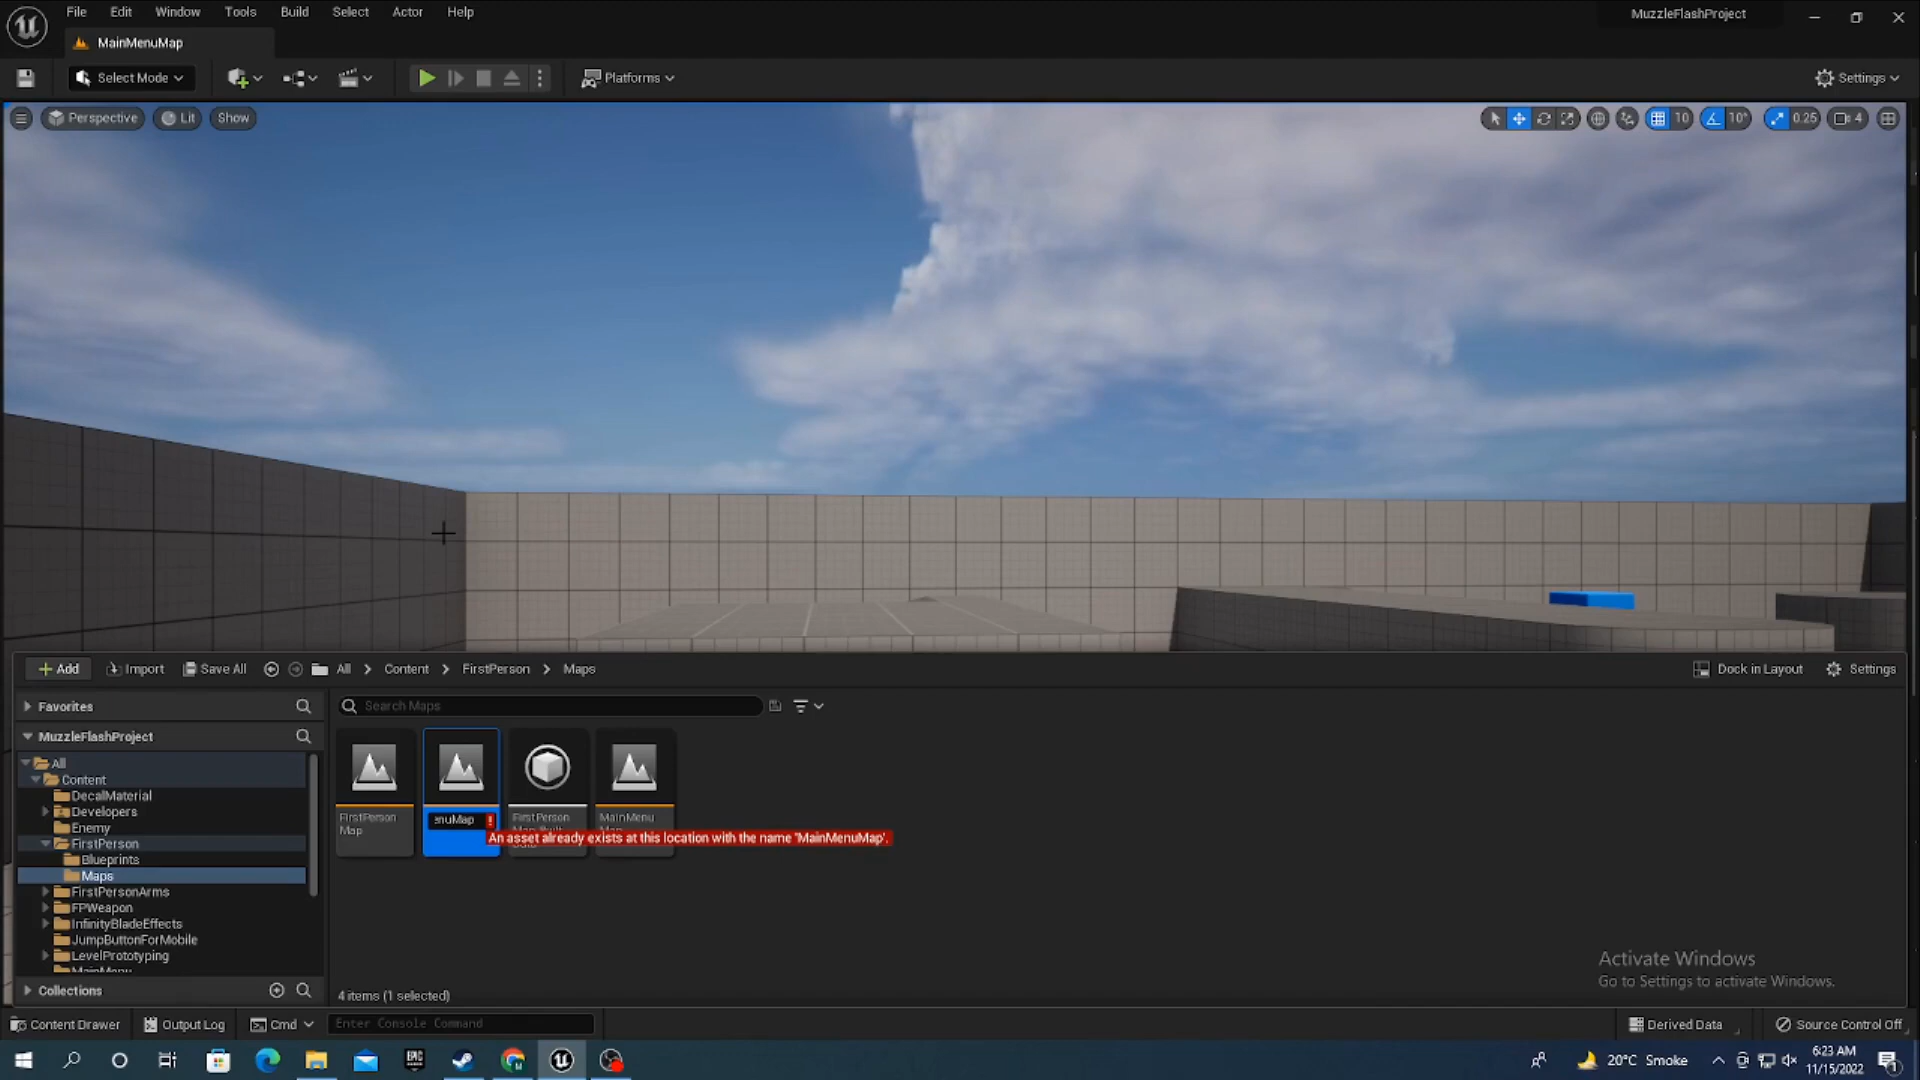 File Edit Window Tools Build Select Actor Help
MuzzleFlashProject
MainMenuMap
Select Mode
Platforms
Settings
Perspective
Lit
Show
10
10°
0.25
4
Add
Import
Save All
All
Content
FirstPerson
Maps
Dock in Layout
Settings
Favorites
Search Maps
MuzzleFlashProject
All
Content
DecalMaterial
Developers
Enemy
FirstPerson
Blueprints
Maps
FirstPersonArms
FPWeapon
InfinityBladeEffects
JumpButtonForMobile
LevelPrototyping
MainMenu
Collections
FirstPerson
Map
enuMap
FirstPerson
MainMenu
An asset already exists at this location with the name 'MainMenuMap'.
4 items (1 selected)
Activate Windows
Go to Settings to activate Windows.
Content Drawer
Output Log
Cmd
Enter Console Command
Derived Data
Source Control Off
EPIC
20°C Smoke
6:23 AM
11/15/2022
1